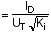 = I_D / (U_T √K_i)